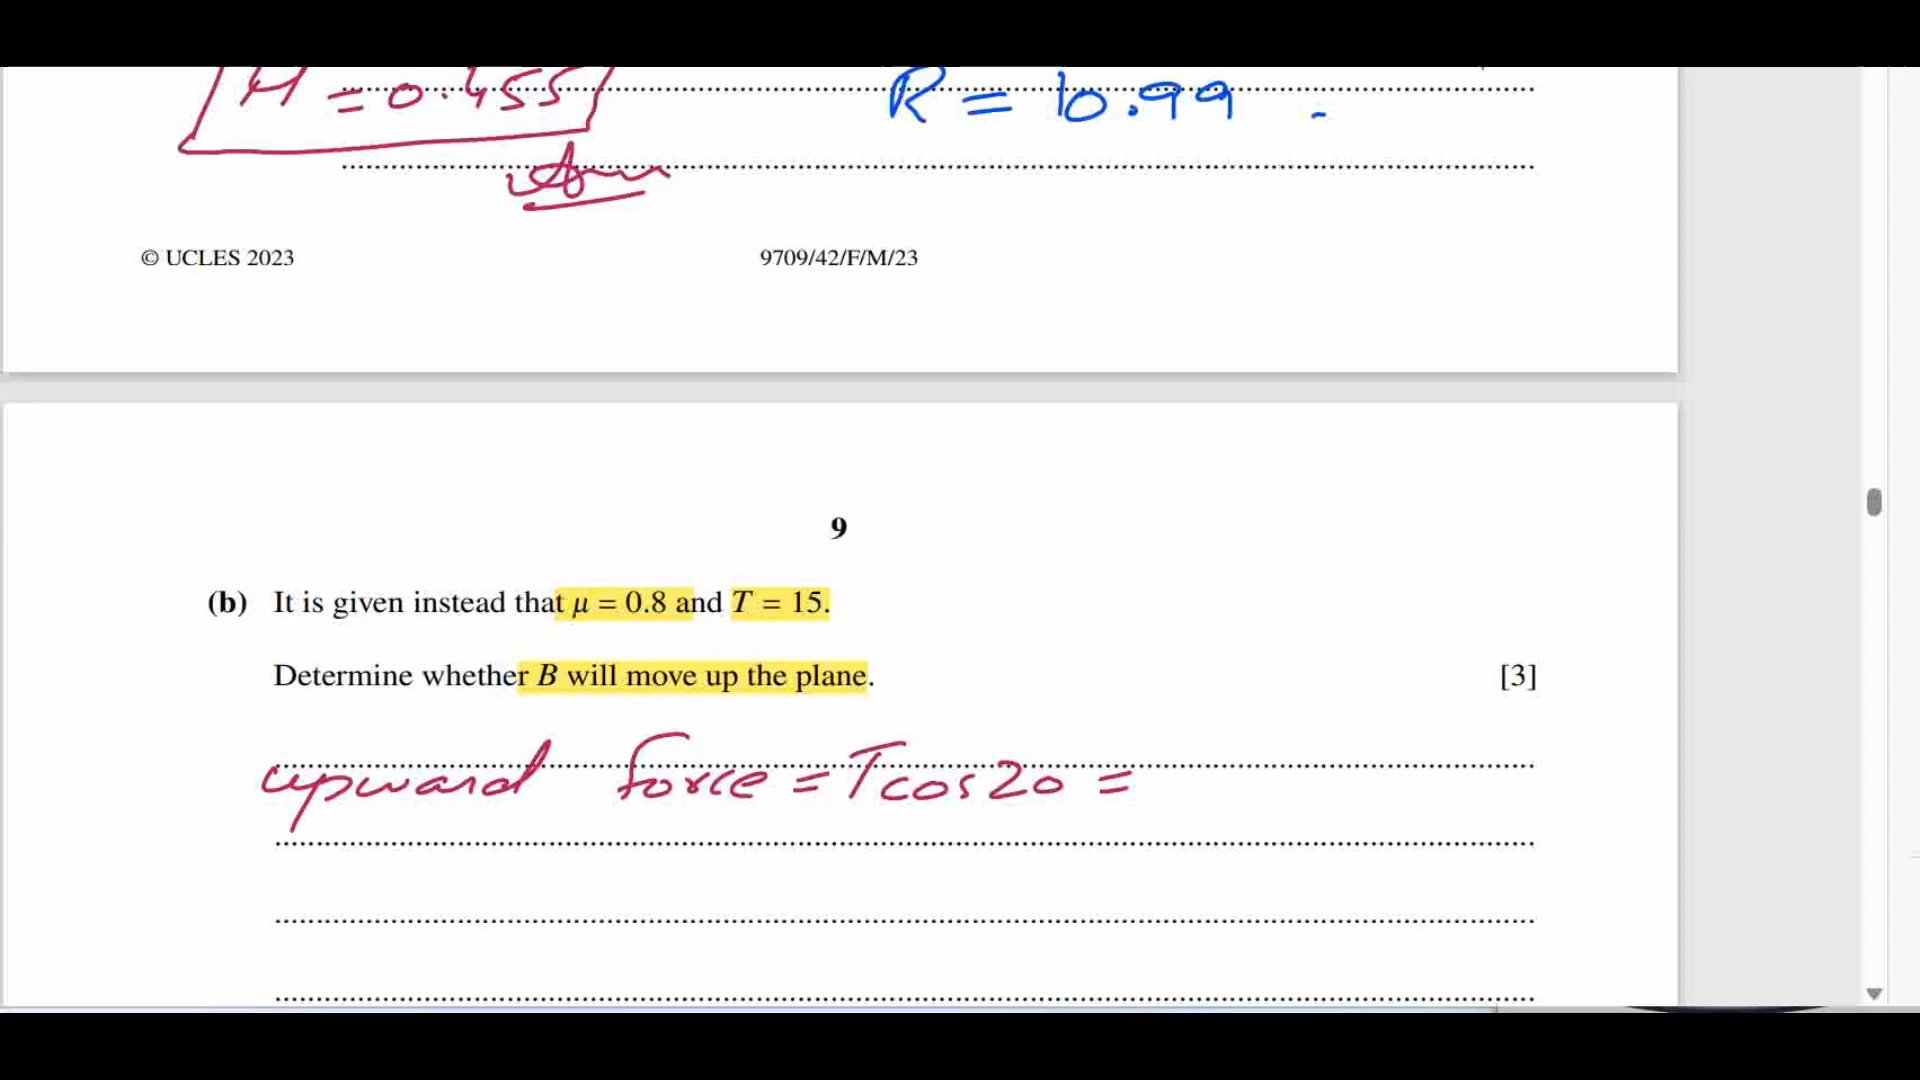 μ = 0.455
R = 10.99
Ans
© UCLES 2023 9709/42/F/M/23
9
(b) It is given instead that μ = 0.8 and T = 15.
Determine whether B will move up the plane. [3]
upward force = T cos 20 =